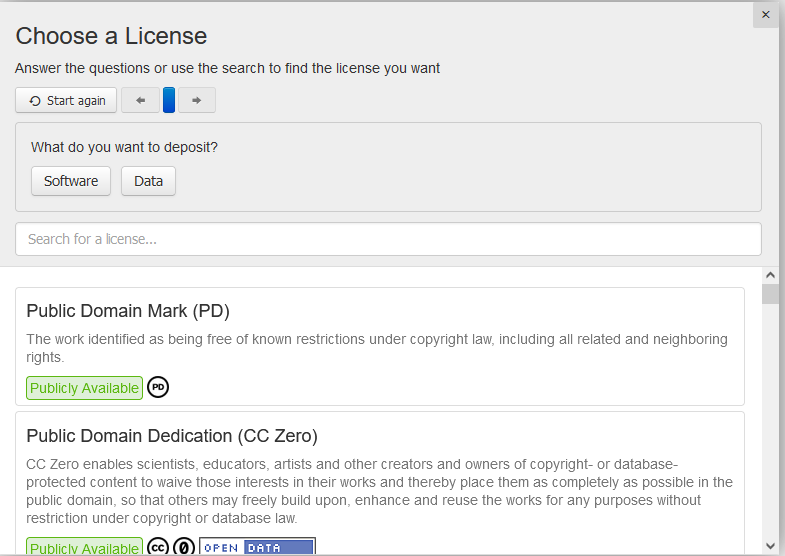 Choose a License
Answer the questions or use the search to find the license you want
Start again
What do you want to deposit?
Software Data
Search for a license...
Public Domain Mark (PD)
The work identified as being free of known restrictions under copyright law, including all related and neighboring
rights.
Publicly Available PD
Public Domain Dedication (CC Zero)
CC Zero enables scientists, educators, artists and other creators and owners of copyright- or database-
protected content to waive those interests in their works and thereby place them as completely as possible in the
public domain, so that others may freely build upon, enhance and reuse the works for any purposes without
restriction under copyright or database law.
Publicly Available cc 0 OPEN DATA